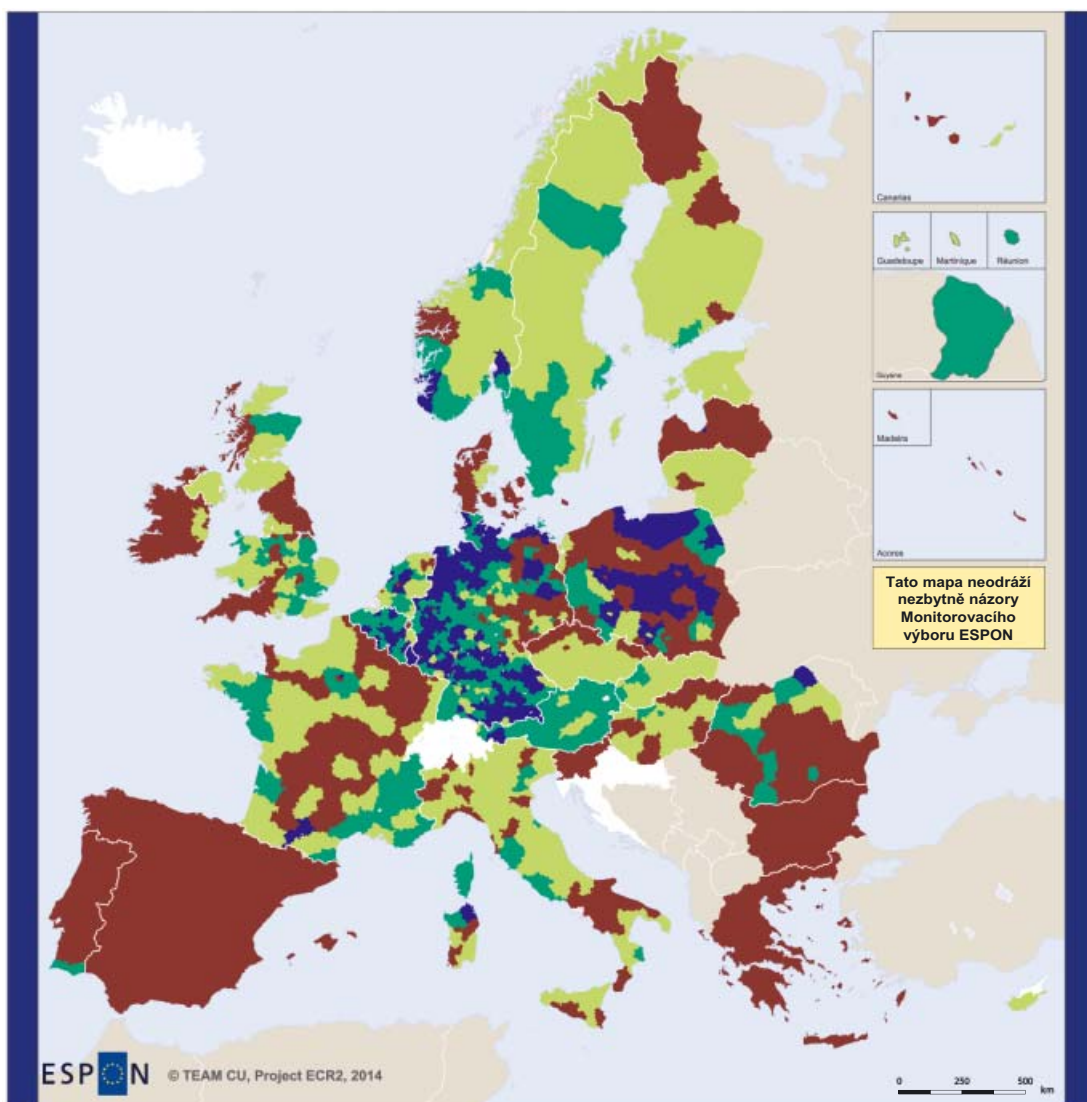 Canarias
Guadeloupe
Martinique
Réunion
Guyane
Madeira
Acores
Tato mapa neodráží
nezbytně názory
Monitorovacího
výboru ESPON
ESPON
© TEAM CU, Project ECR2, 2014
0 250 500
km